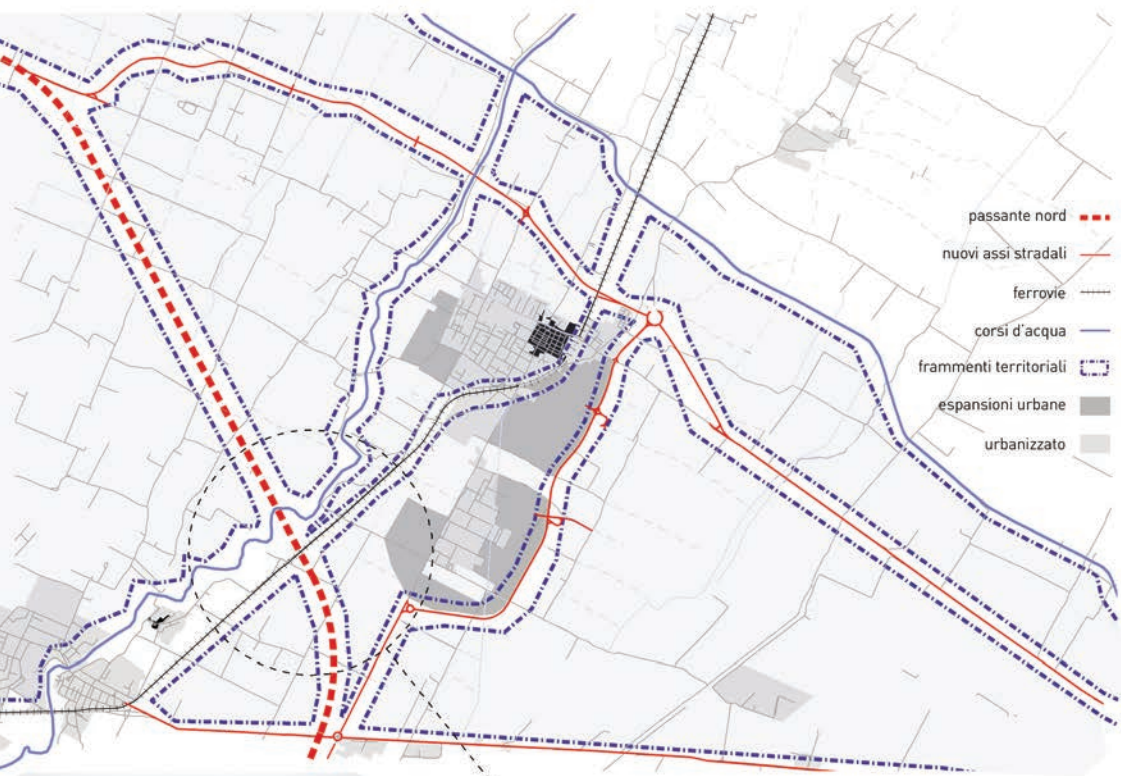 passante nord
nuovi assi stradali
ferrovie
corsi d'acqua
frammenti territoriali
espansioni urbane
urbanizzato